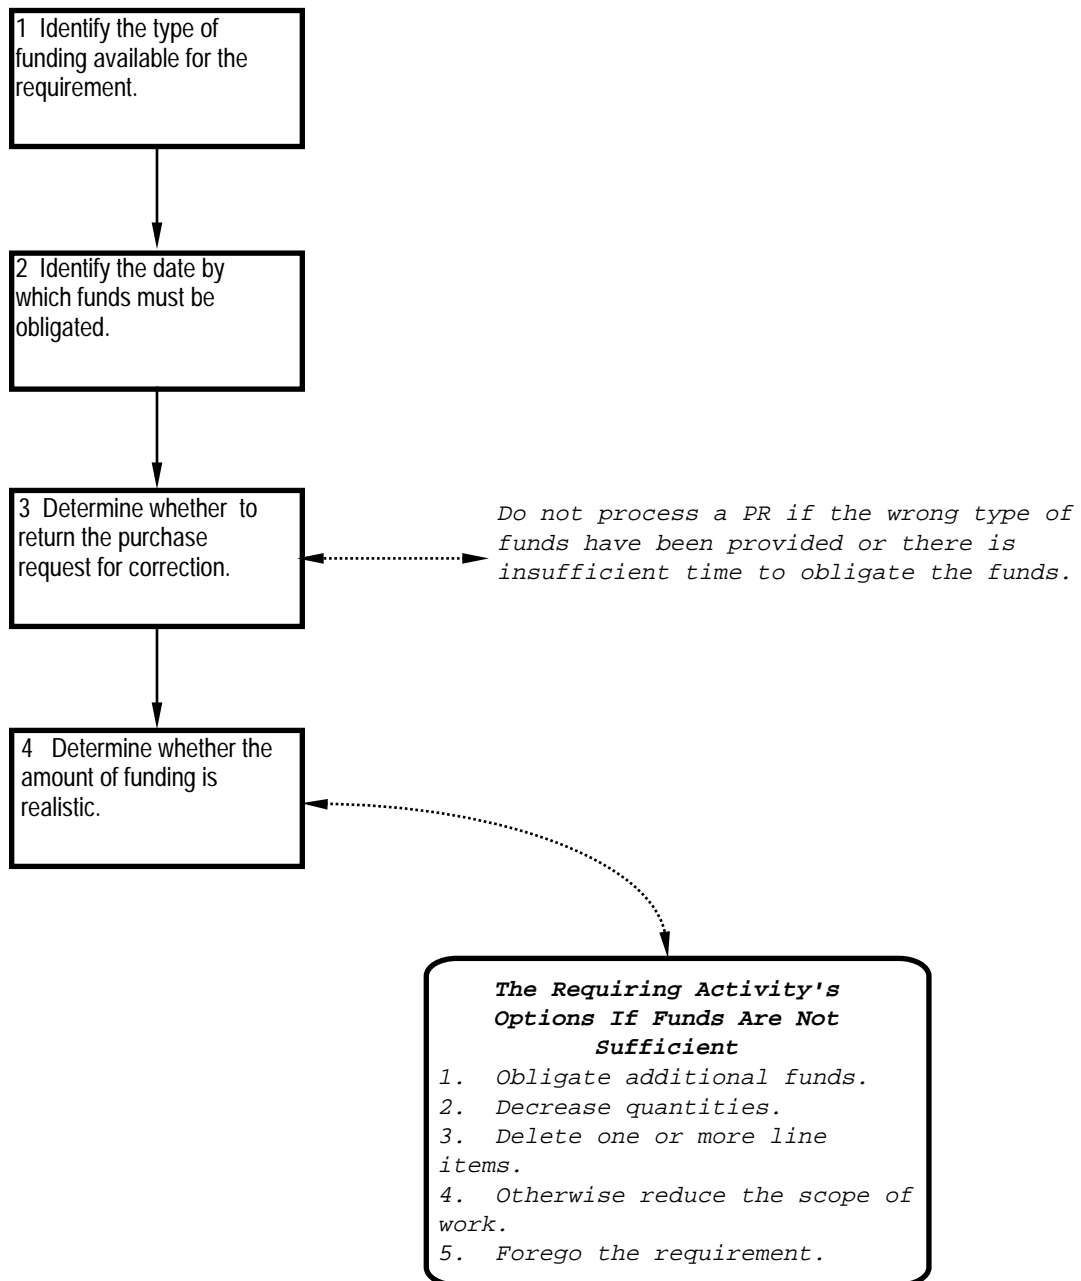 1 Identify the type of
funding available for the
requirement.
2 Identify the date by
which funds must be
obligated.
3 Determine whether to
return the purchase
request for correction.
Do not process a PR if the wrong type of
funds have been provided or there is
insufficient time to obligate the funds.
4 Determine whether the
amount of funding is
realistic.
The Requiring Activity's
Options If Funds Are Not
Sufficient
1. Obligate additional funds.
2. Decrease quantities.
3. Delete one or more line
items.
4. Otherwise reduce the scope of
work.
5. Forego the requirement.